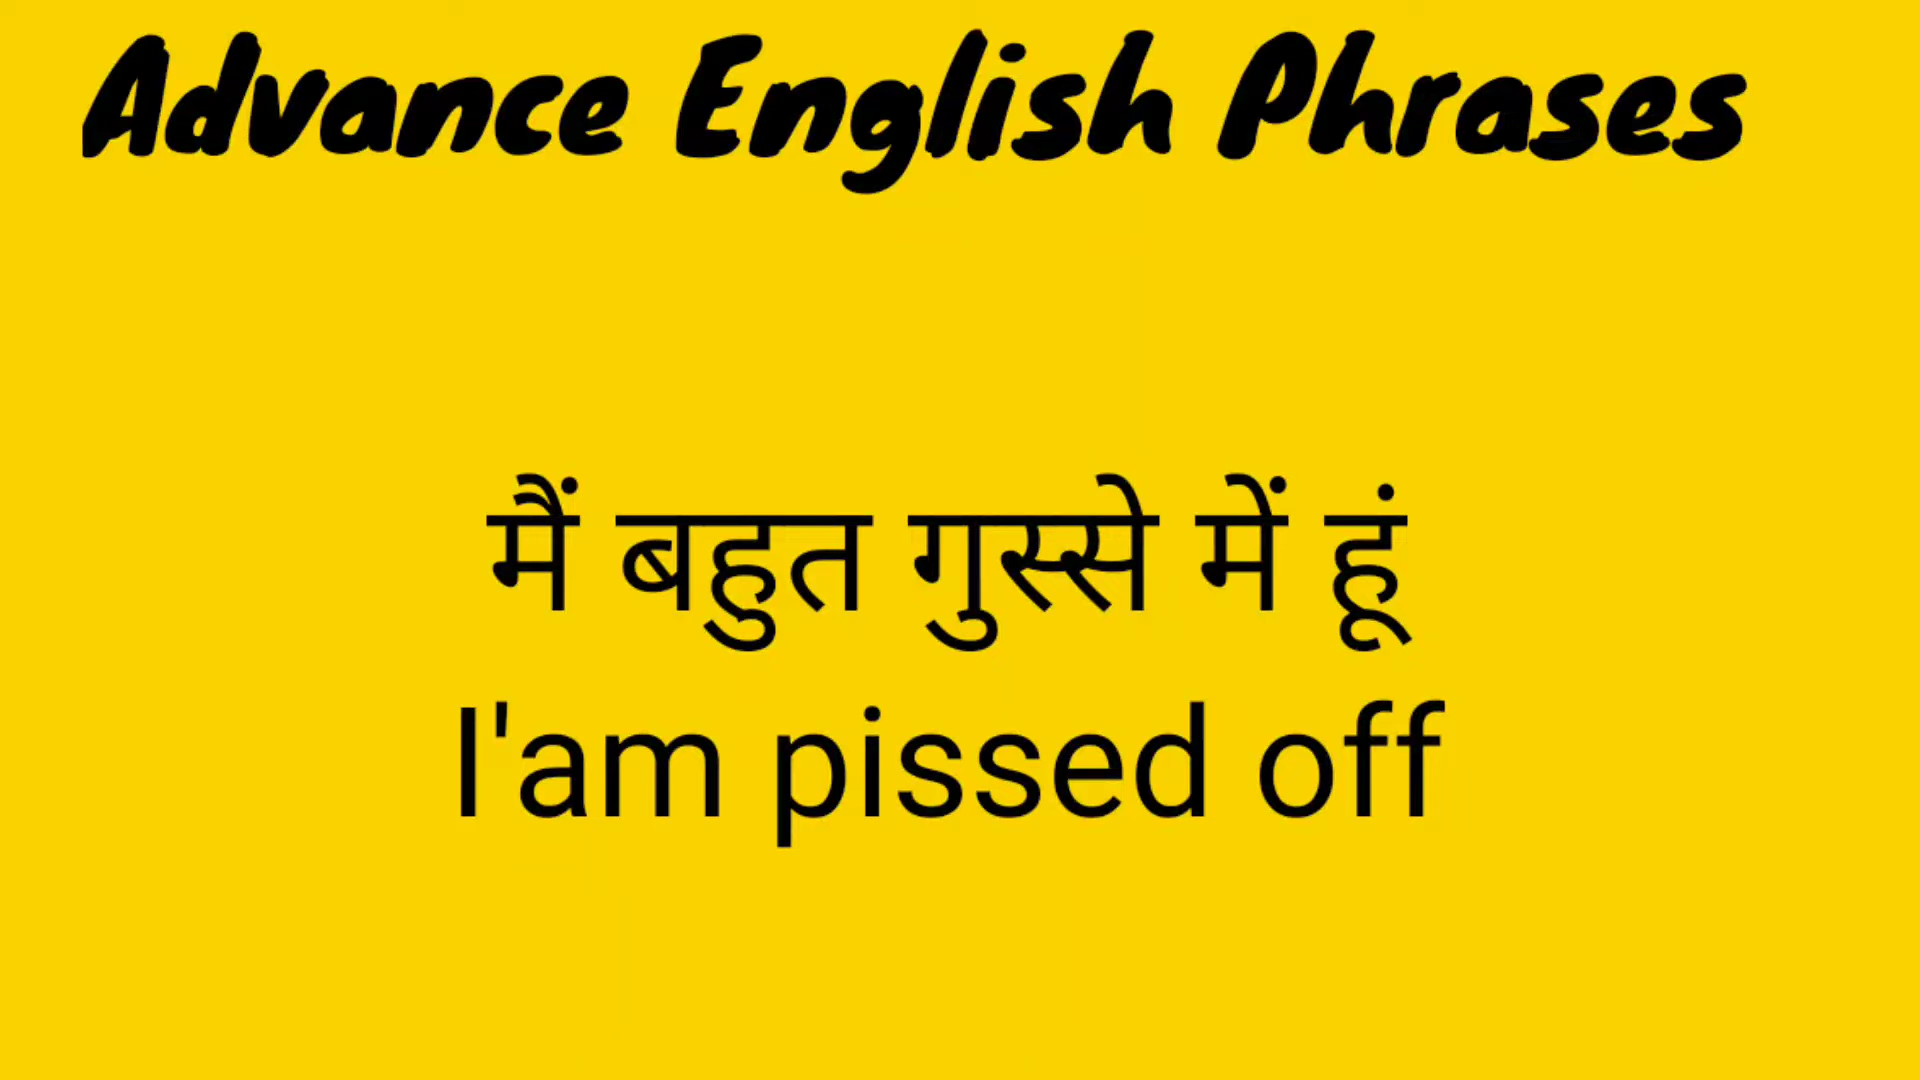 Advance English Phrases
मैं बहुत गुस्से में हूं
I'am pissed off